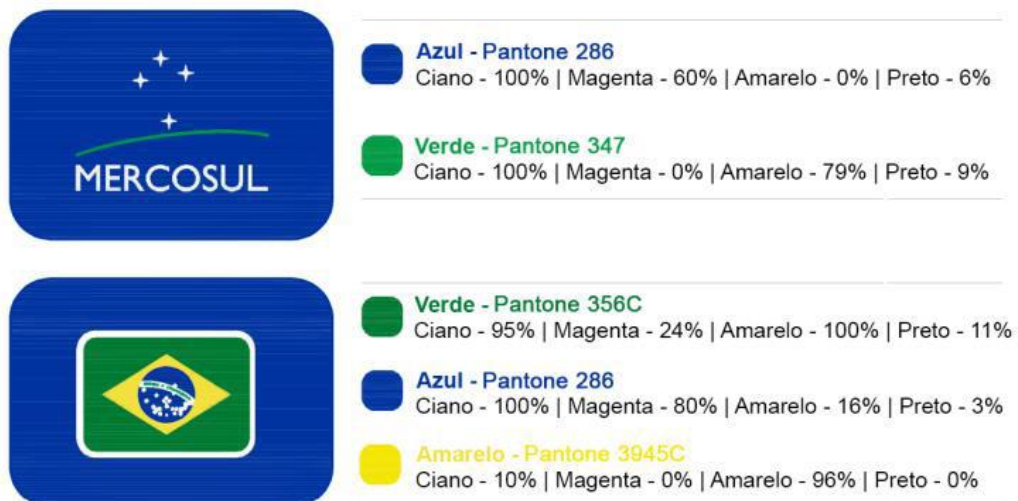 MERCOSUL
Azul - Pantone 286
Ciano - 100% | Magenta - 60% | Amarelo - 0% | Preto - 6%
Verde - Pantone 347
Ciano - 100% | Magenta - 0% | Amarelo - 79% | Preto - 9%
Verde - Pantone 356C
Ciano - 95% | Magenta - 24% | Amarelo - 100% | Preto - 11%
Azul - Pantone 286
Ciano - 100% | Magenta - 80% | Amarelo - 16% | Preto - 3%
Amarelo - Pantone 3945C
Ciano - 10% | Magenta - 0% | Amarelo - 96% | Preto - 0%